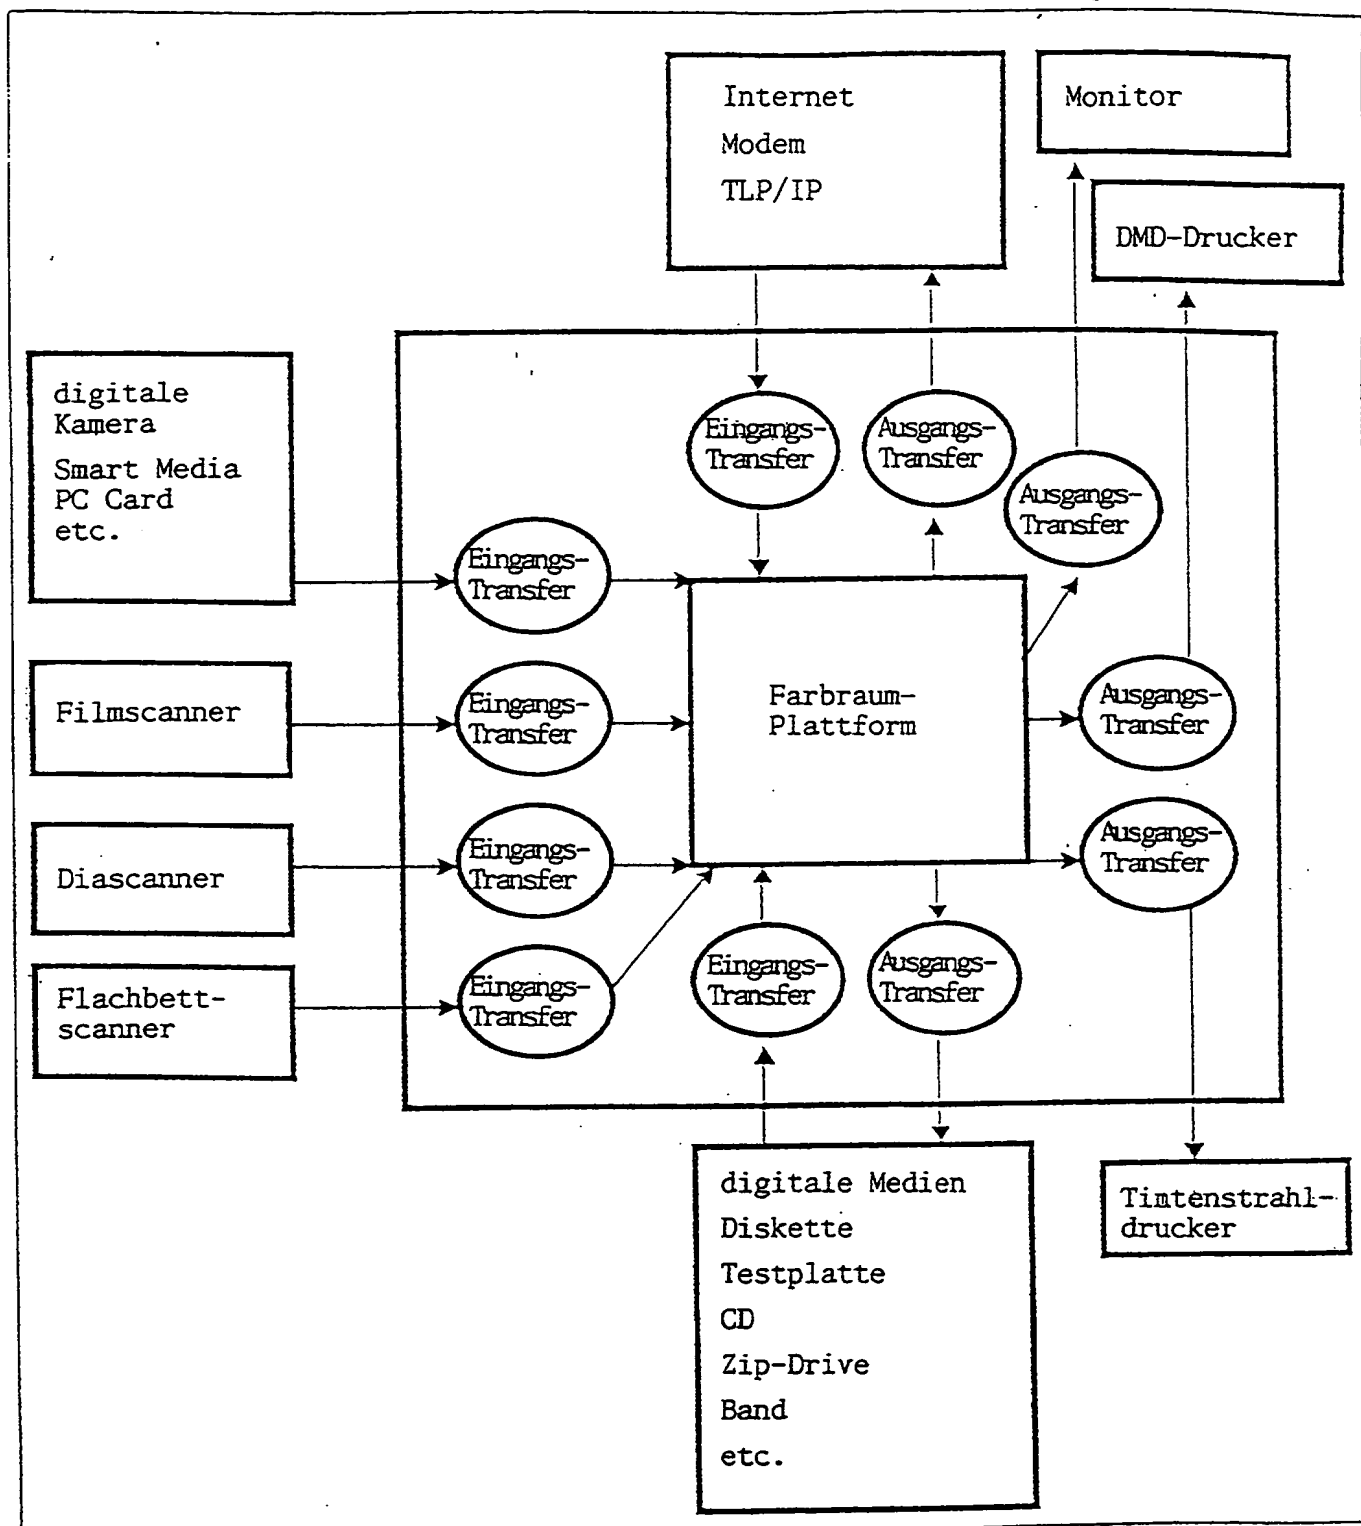 Internet
Modem
TLP/IP
Monitor
DMD-Drucker
digitale
Kamera
Smart Media
PC Card
etc.
Eingangs-
Transfer
Ausgangs-
Transfer
Ausgangs-
Transfer
Eingangs-
Transfer
Filmscanner
Eingangs-
Transfer
Farbraum-
Plattform
Ausgangs-
Transfer
Diascanner
Eingangs-
Transfer
Ausgangs-
Transfer
Flachbett-
scanner
Eingangs-
Transfer
Eingangs-
Transfer
Ausgangs-
Transfer
digitale Medien
Diskette
Testplatte
CD
Zip-Drive
Band
etc.
Timtenstrahl-
drucker